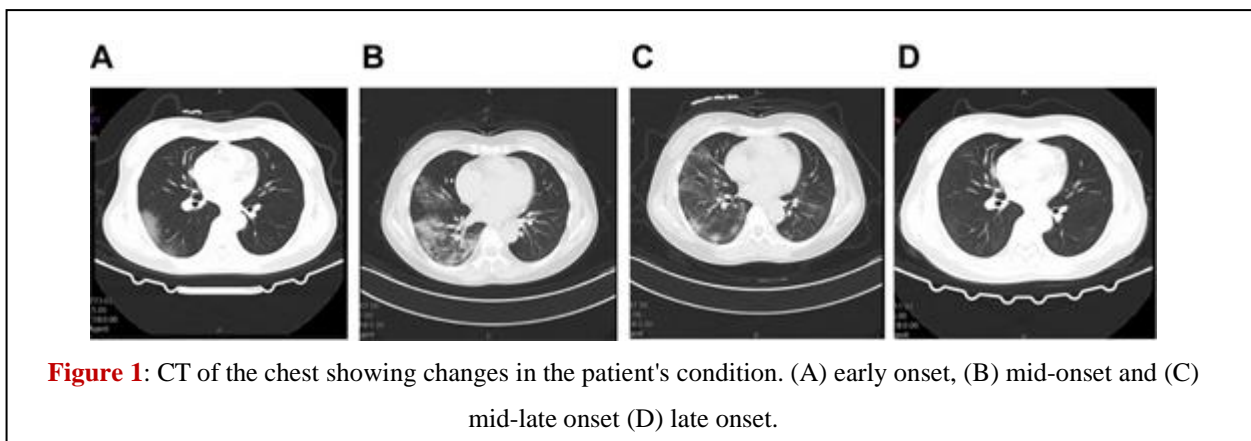 A B C D
Figure 1: CT of the chest showing changes in the patient's condition. (A) early onset, (B) mid-onset and (C)
mid-late onset (D) late onset.